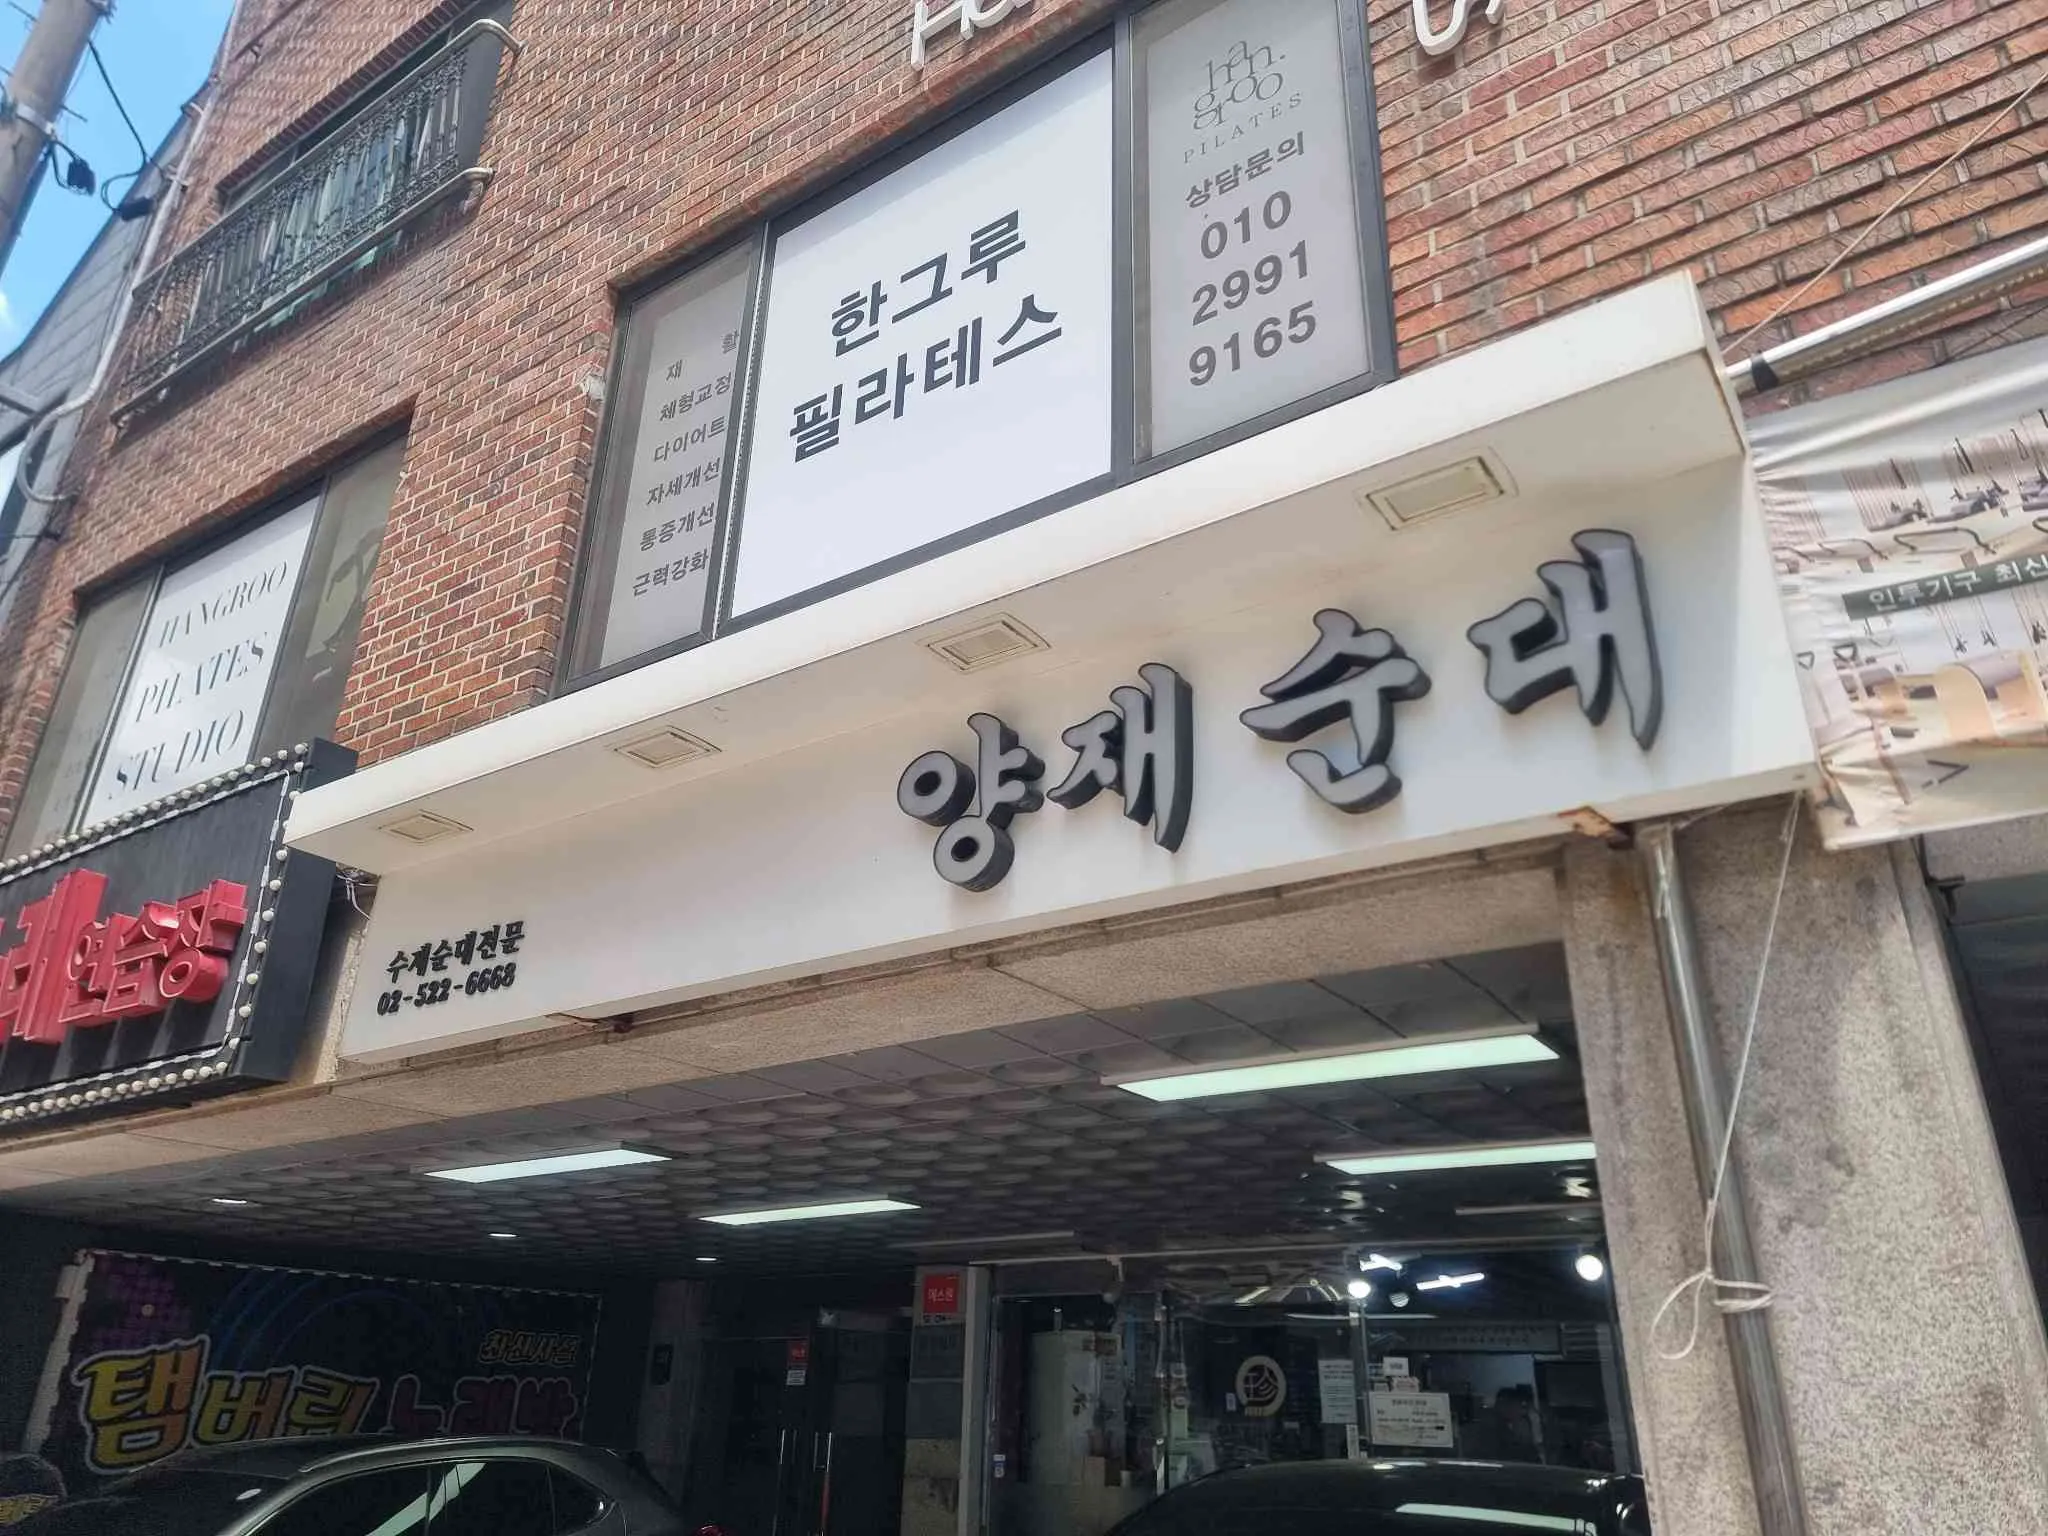 han.
groo
PILATES
상담문의
010
2991
9165
한그루
필라테스
재 활
체형교정
다이어트
자세개선
통증개선
근력강화
HANGROO
PILATES
STUDIO
인투기구 최신
양재순대
수제순대전문
02-522-6668
연습장
탬버린 노래방